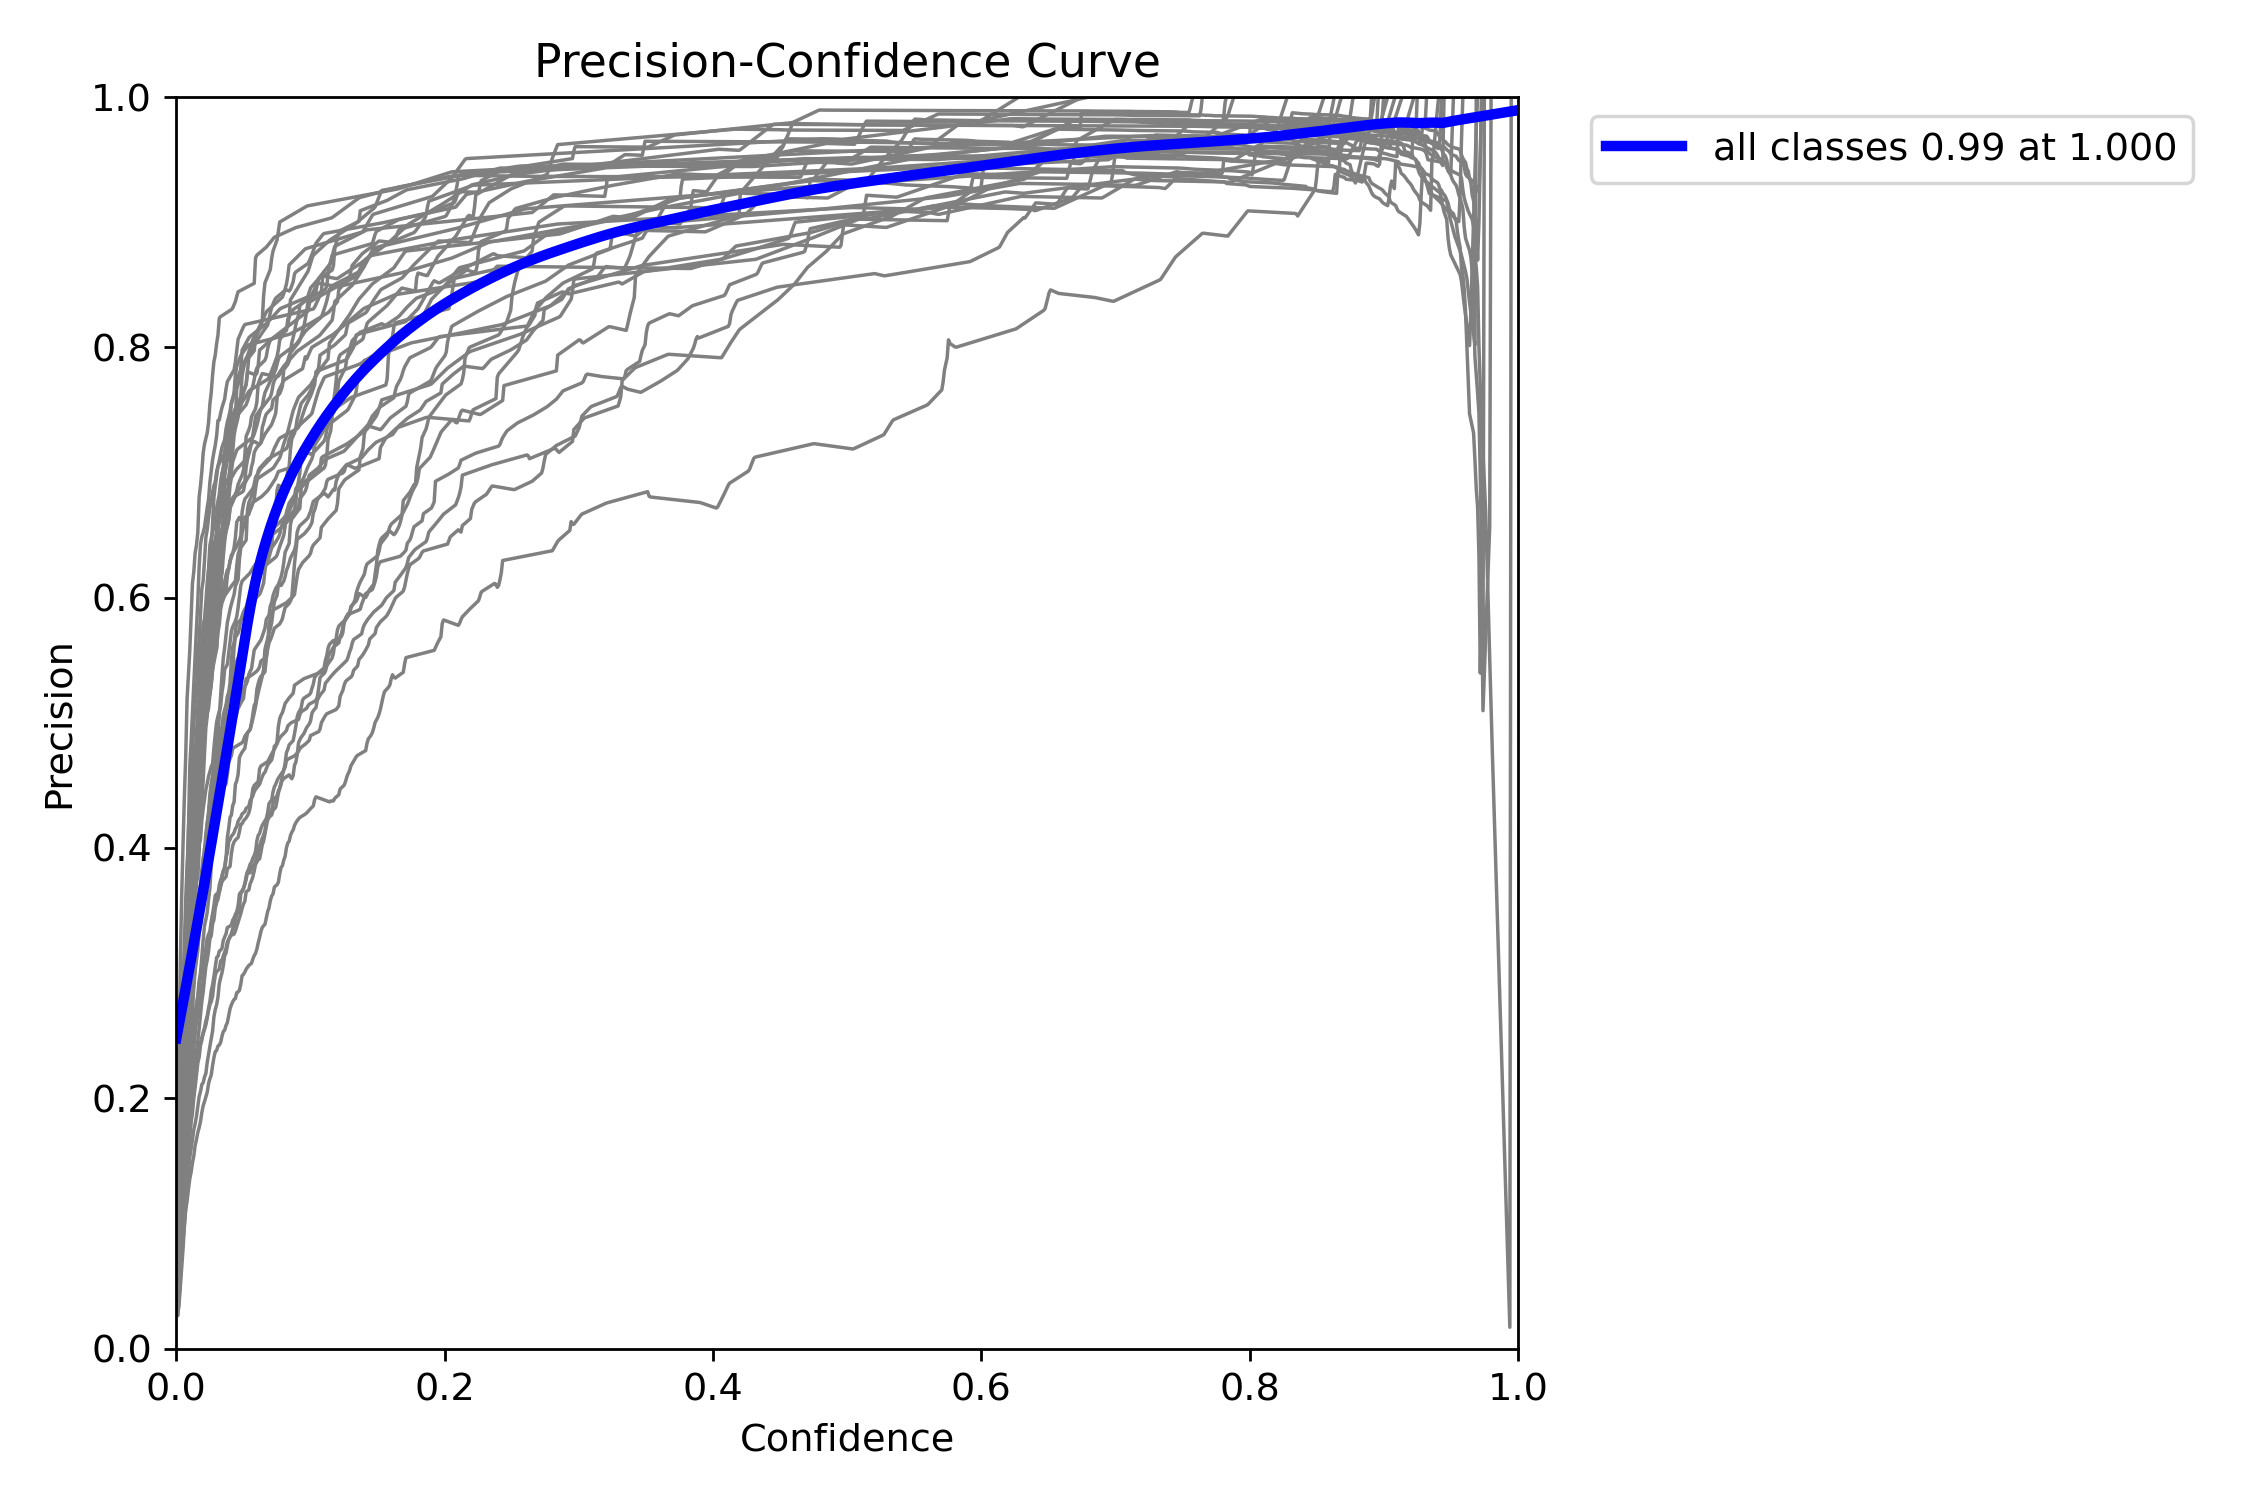 Precision-Confidence Curve
all classes 0.99 at 1.000
1.0
0.8
0.6
0.4
0.2
0.0
Precision
0.0 0.2 0.4 0.6 0.8 1.0
Confidence